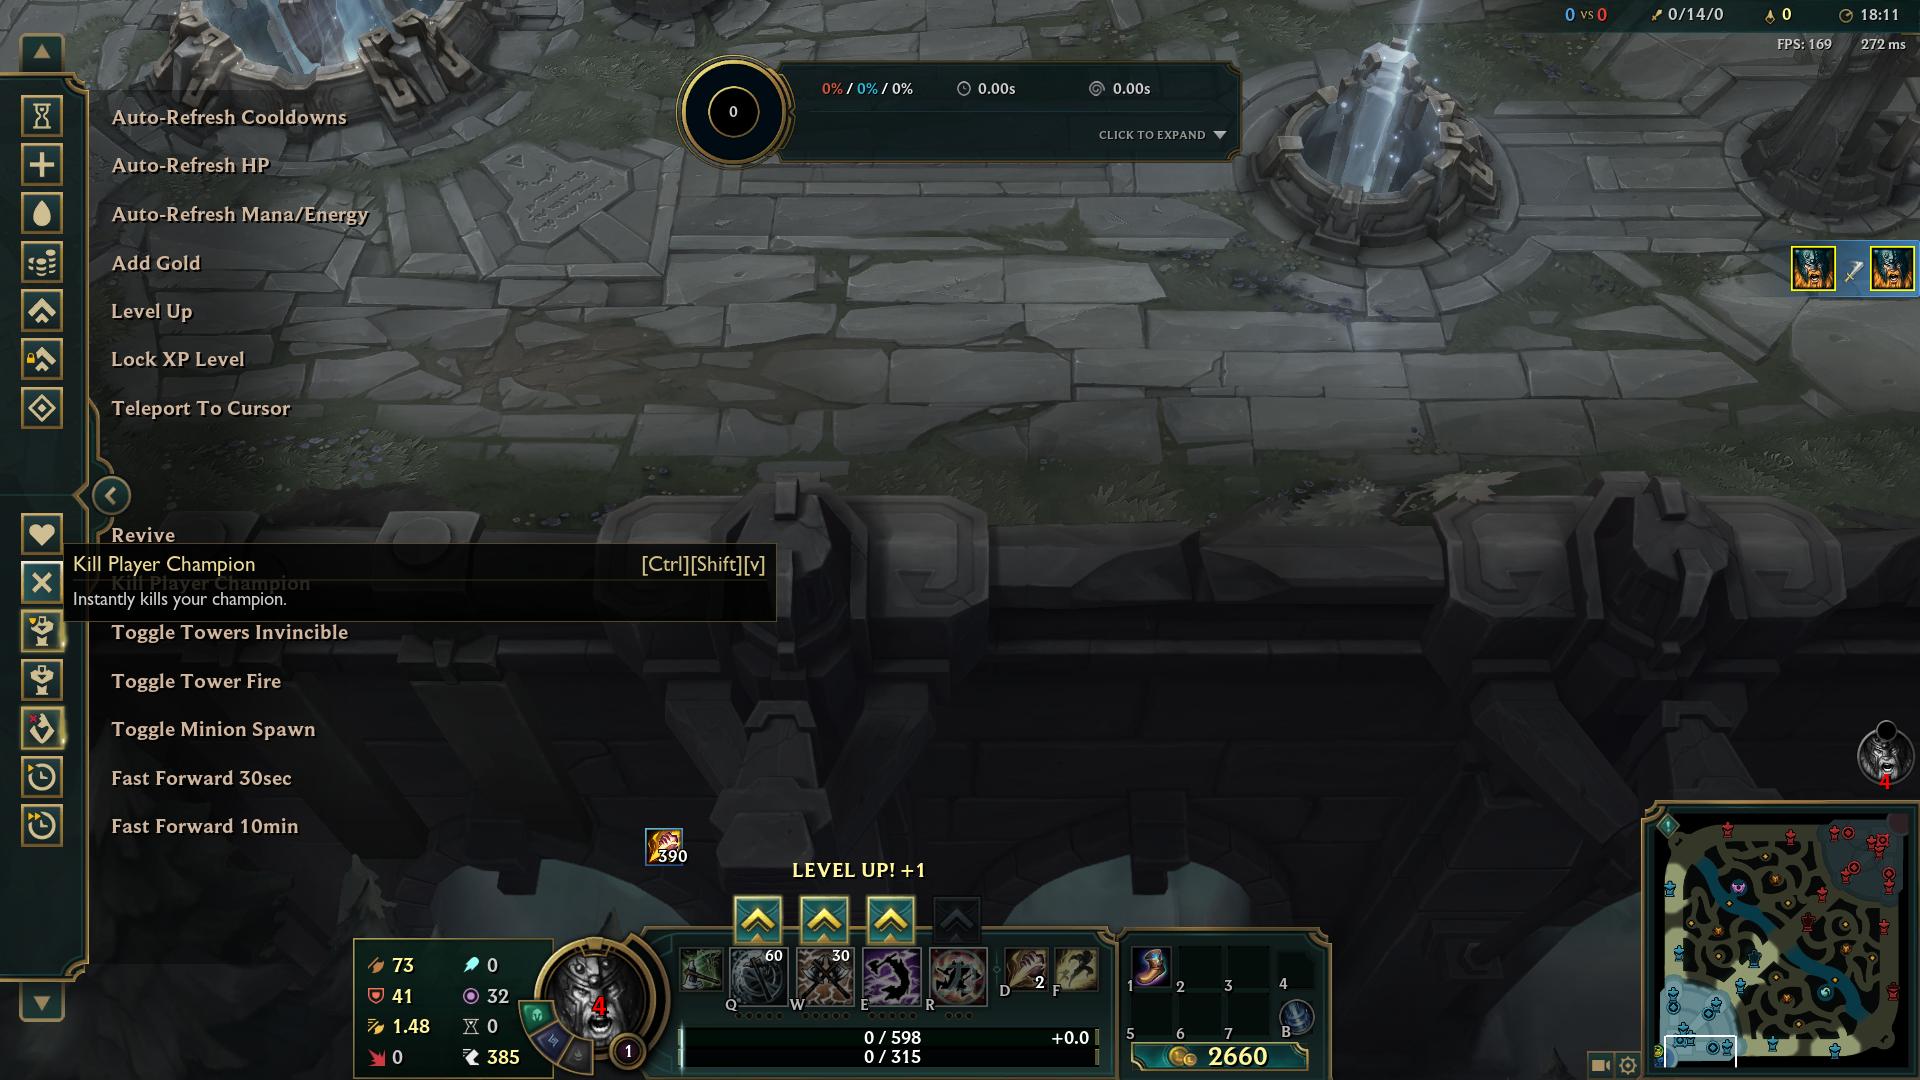 0 vs 0 0/14/0 0 18:11
FPS: 169 272 ms
0% / 0% / 0% 0.00s 0.00s
0
CLICK TO EXPAND
Auto-Refresh Cooldowns
Auto-Refresh HP
Auto-Refresh Mana/Energy
Add Gold
Level Up
Lock XP Level
Teleport To Cursor
Revive
Kill Player Champion [Ctrl][Shift][v]
Kill Player Champion
Instantly kills your champion.
Toggle Towers Invincible
Toggle Tower Fire
Toggle Minion Spawn
Fast Forward 30sec
Fast Forward 10min
4
390
LEVEL UP! +1
73 0
41 32
1.48 0
0 385
4
1
60 30 2
Q W E R D F
0 / 598 +0.0
0 / 315
1 2 3 4
5 6 7 B
2660